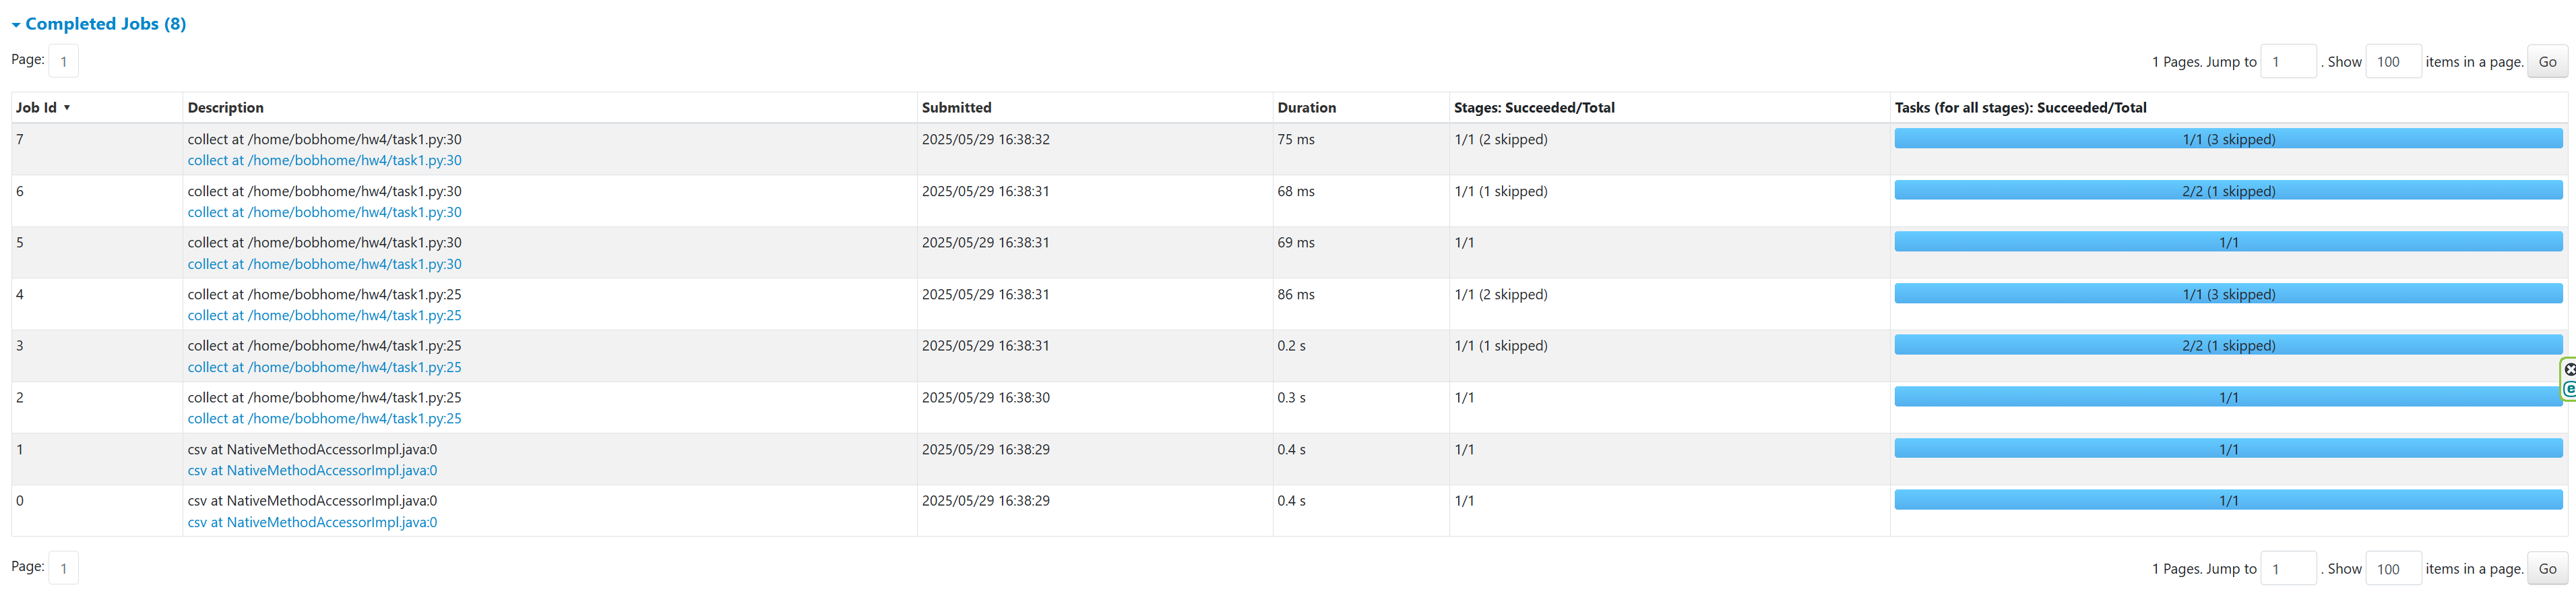 Completed Jobs (8)
Page: 1
1 Pages. Jump to 1 . Show 100 items in a page. Go
Job Id ▼ Description Submitted Duration Stages: Succeeded/Total Tasks (for all stages): Succeeded/Total
7 collect at /home/bobhome/hw4/task1.py:30 2025/05/29 16:38:32 75 ms 1/1 (2 skipped) 1/1 (3 skipped)
collect at /home/bobhome/hw4/task1.py:30
6 collect at /home/bobhome/hw4/task1.py:30 2025/05/29 16:38:31 68 ms 1/1 (1 skipped) 2/2 (1 skipped)
collect at /home/bobhome/hw4/task1.py:30
5 collect at /home/bobhome/hw4/task1.py:30 2025/05/29 16:38:31 69 ms 1/1 1/1
collect at /home/bobhome/hw4/task1.py:30
4 collect at /home/bobhome/hw4/task1.py:25 2025/05/29 16:38:31 86 ms 1/1 (2 skipped) 1/1 (3 skipped)
collect at /home/bobhome/hw4/task1.py:25
3 collect at /home/bobhome/hw4/task1.py:25 2025/05/29 16:38:31 0.2 s 1/1 (1 skipped) 2/2 (1 skipped)
collect at /home/bobhome/hw4/task1.py:25
2 collect at /home/bobhome/hw4/task1.py:25 2025/05/29 16:38:30 0.3 s 1/1 1/1
collect at /home/bobhome/hw4/task1.py:25
1 csv at NativeMethodAccessorImpl.java:0 2025/05/29 16:38:29 0.4 s 1/1 1/1
csv at NativeMethodAccessorImpl.java:0
0 csv at NativeMethodAccessorImpl.java:0 2025/05/29 16:38:29 0.4 s 1/1 1/1
csv at NativeMethodAccessorImpl.java:0
Page: 1
1 Pages. Jump to 1 . Show 100 items in a page. Go